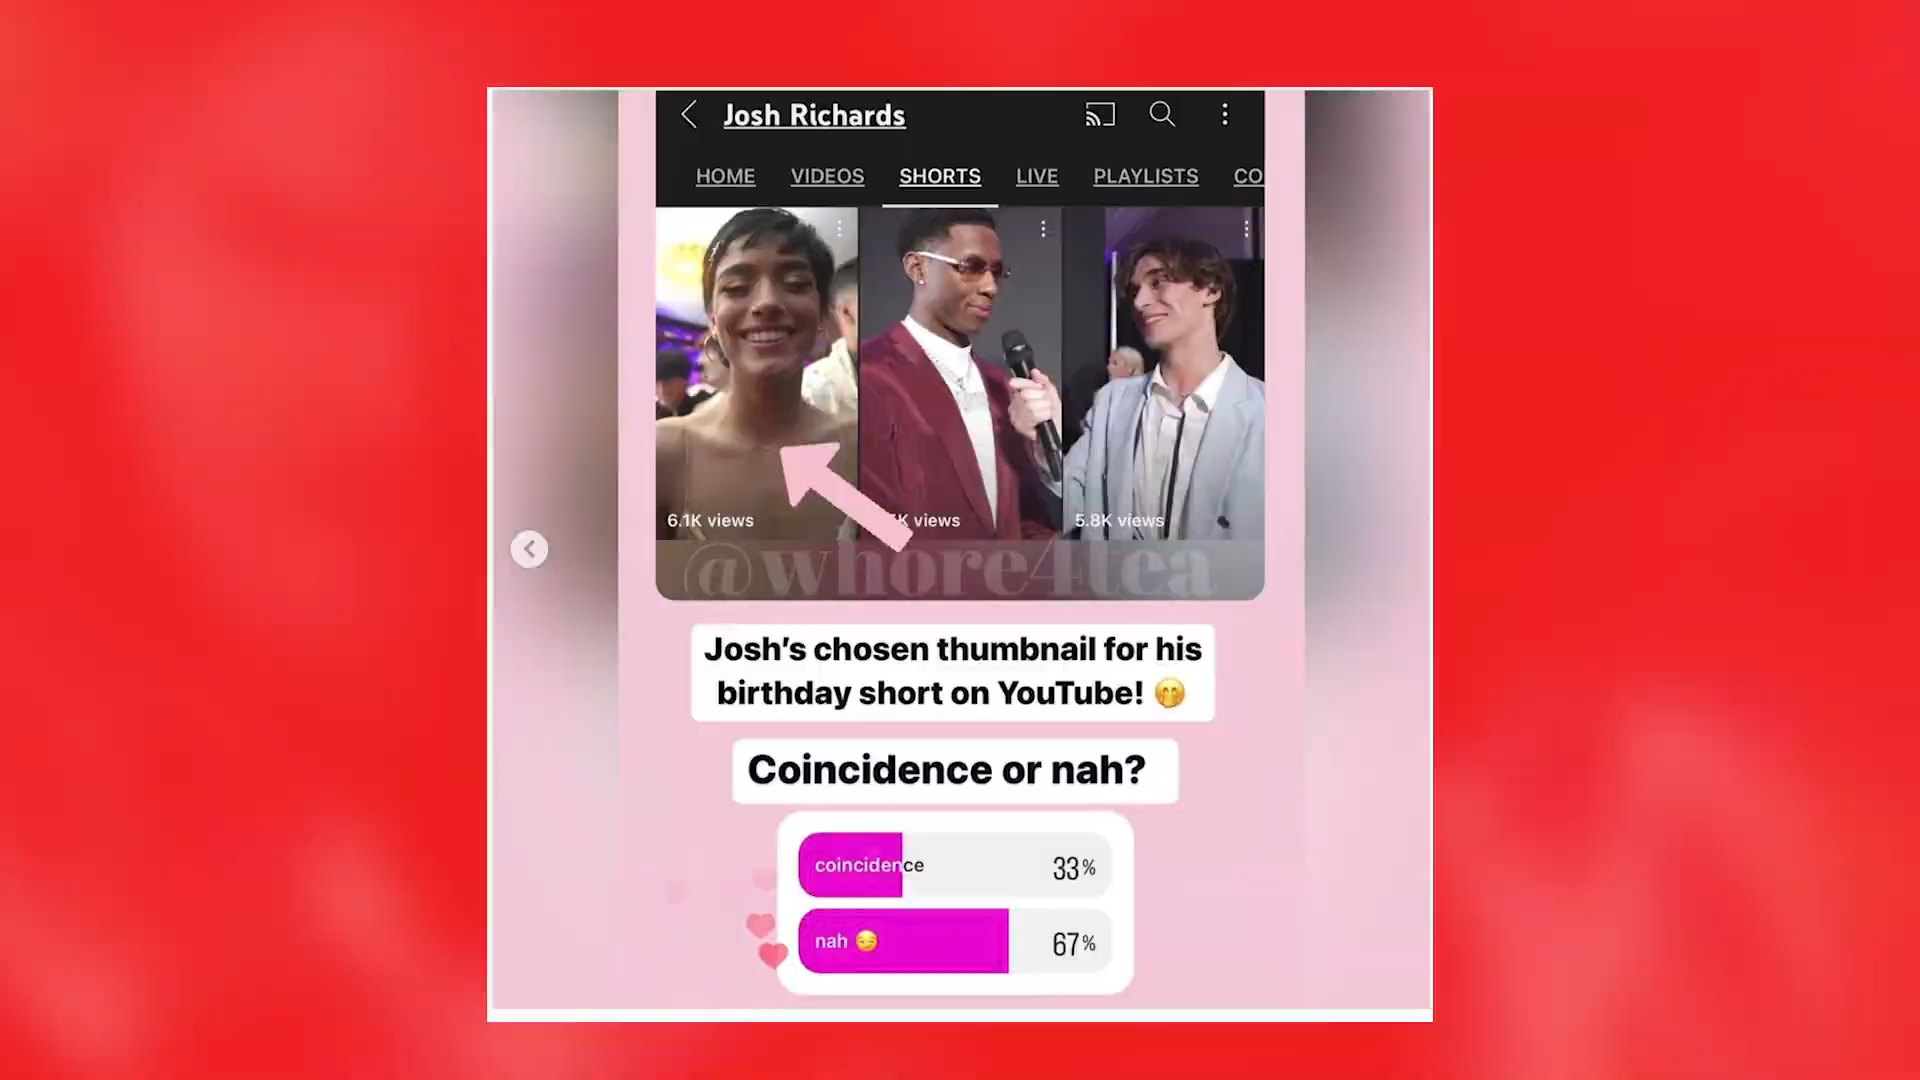 Josh Richards
HOME VIDEOS SHORTS LIVE PLAYLISTS CO
6.1K views K views 5.8K views
@whore4tea
Josh's chosen thumbnail for his
birthday short on YouTube! 🤭
Coincidence or nah?
coincidence 33%
nah 😏 67%